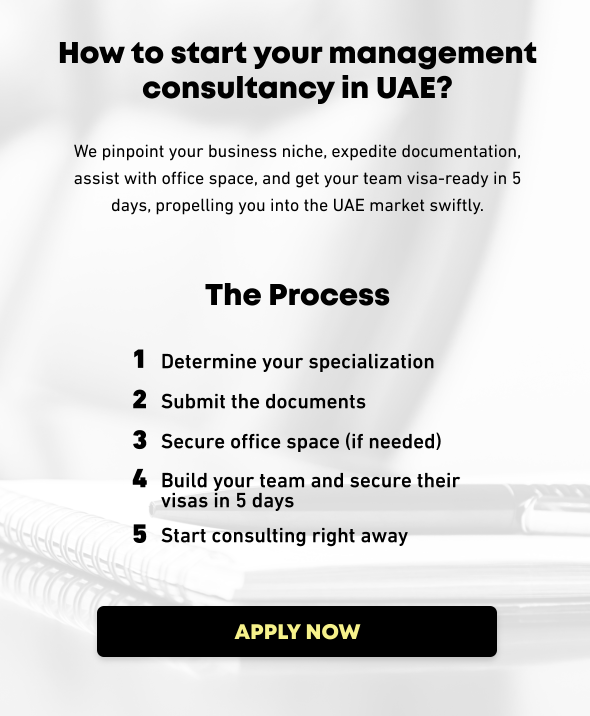 How to start your management
consultancy in UAE?
We pinpoint your business niche, expedite documentation,
assist with office space, and get your team visa-ready in 5
days, propelling you into the UAE market swiftly.
The Process
1 Determine your specialization
2 Submit the documents
3 Secure office space (if needed)
4 Build your team and secure their
visas in 5 days
5 Start consulting right away
APPLY NOW